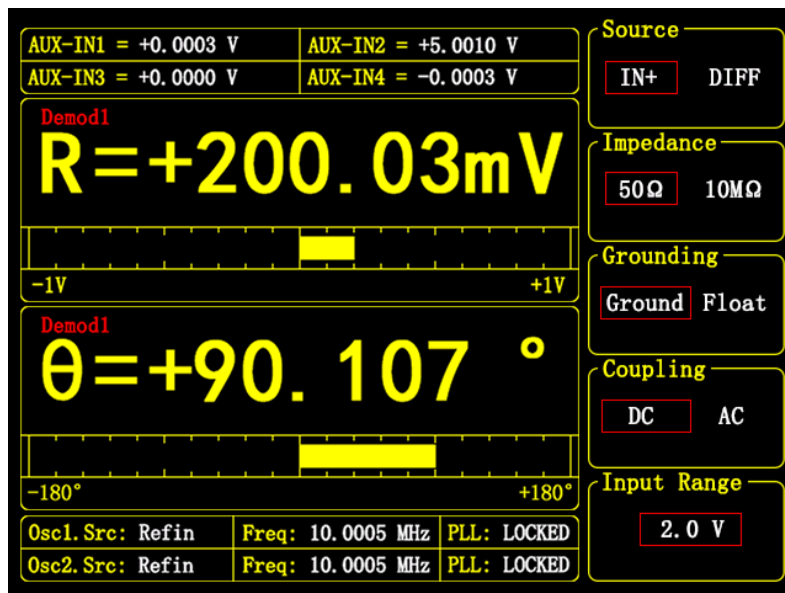 AUX-IN1 = +0.0003 V
AUX-IN2 = +5.0010 V
AUX-IN3 = +0.0000 V
AUX-IN4 = -0.0003 V
Demod1
R=+200.03mV
-1V
+1V
Demod1
θ=+90.107 °
-180°
+180°
Osc1.Src: Refin
Freq: 10.0005 MHz
PLL: LOCKED
Osc2.Src: Refin
Freq: 10.0005 MHz
PLL: LOCKED
Source
IN+ DIFF
Impedance
50Ω 10MΩ
Grounding
Ground Float
Coupling
DC AC
Input Range
2.0 V